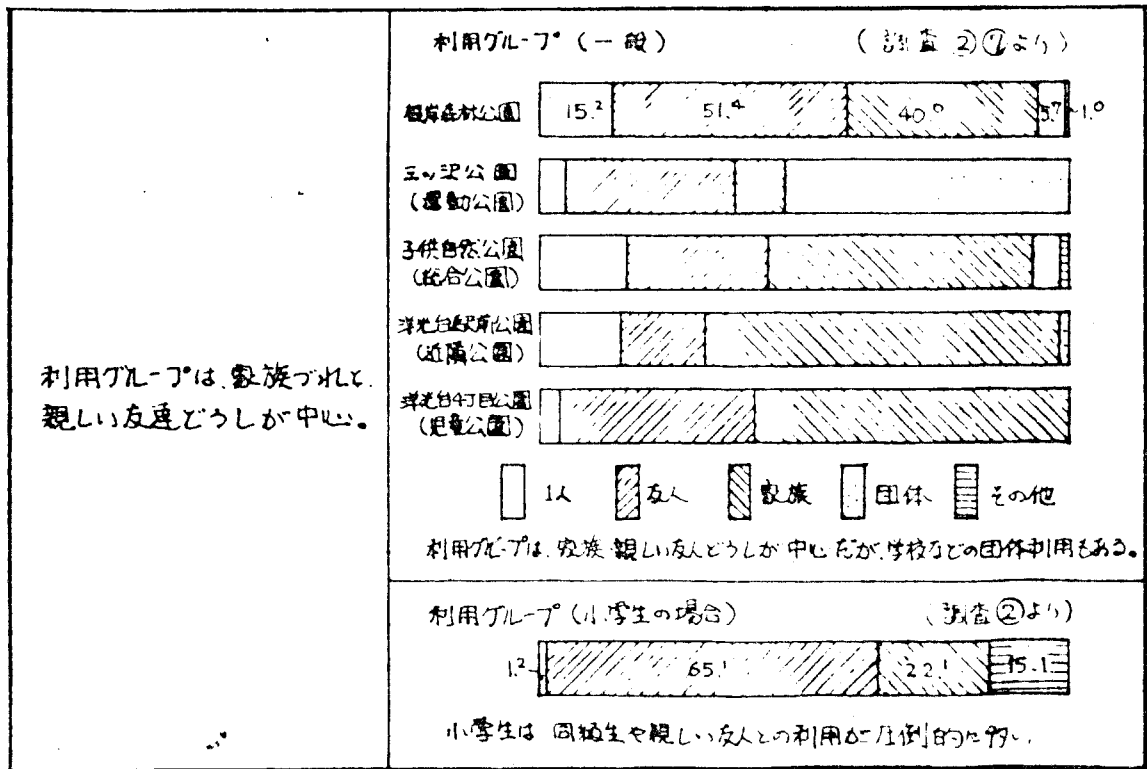 利用グループは、家族づれと、
親しい友達どうしが中心。
利用グループ (一般) (調査②⑦より)
根岸森林公園
15.2 51.4 40.0 5.7 1.0
三ッ沢公園
(運動公園)
子供自然公園
(総合公園)
洋光台駅前公園
(近隣公園)
洋光台4丁目公園
(児童公園)
1人 友人 家族 団体 その他
利用グループは、家族・親しい友人どうしが中心だが、学校などの団体利用もある。
利用グループ (小学生の場合) (調査②より)
1.2 65.1 22.1 15.1
小学生は 同級生や親しい友人との利用が圧倒的に多い。